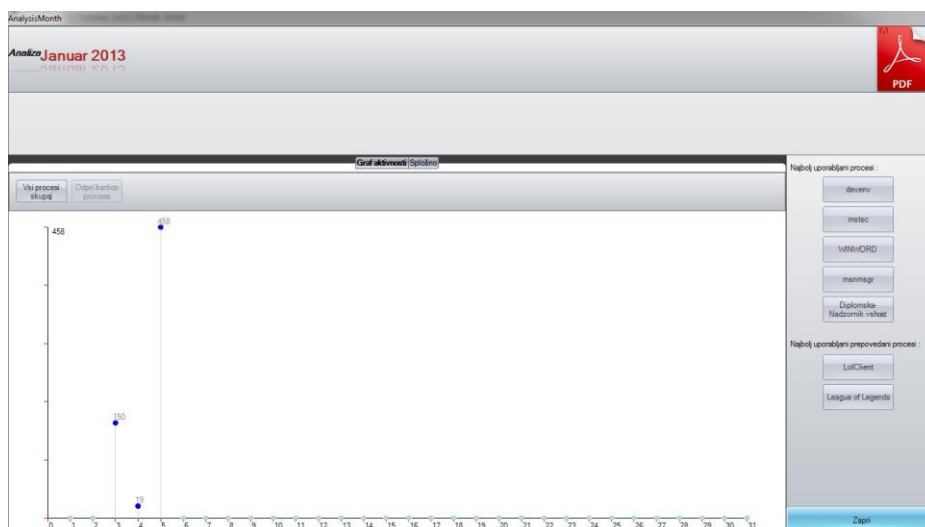 AnalysisMonth
Analiza Januar 2013
PDF
Graf aktivnosti Splošno
Vsi procesi
skupaj
Odpri kartico
procesa
Najbolj uporabljani procesi :
devenv
mstsc
WINWORD
msnmsgr
Diplomska-
Nadzornik.vshost
Najbolj uporabljani prepovedani procesi :
LolClient
League of Legends
Zapri
458
458
150
19
0 1 2 3 4 5 6 7 8 9 10 11 12 13 14 15 16 17 18 19 20 21 22 23 24 25 26 27 28 29 30 31